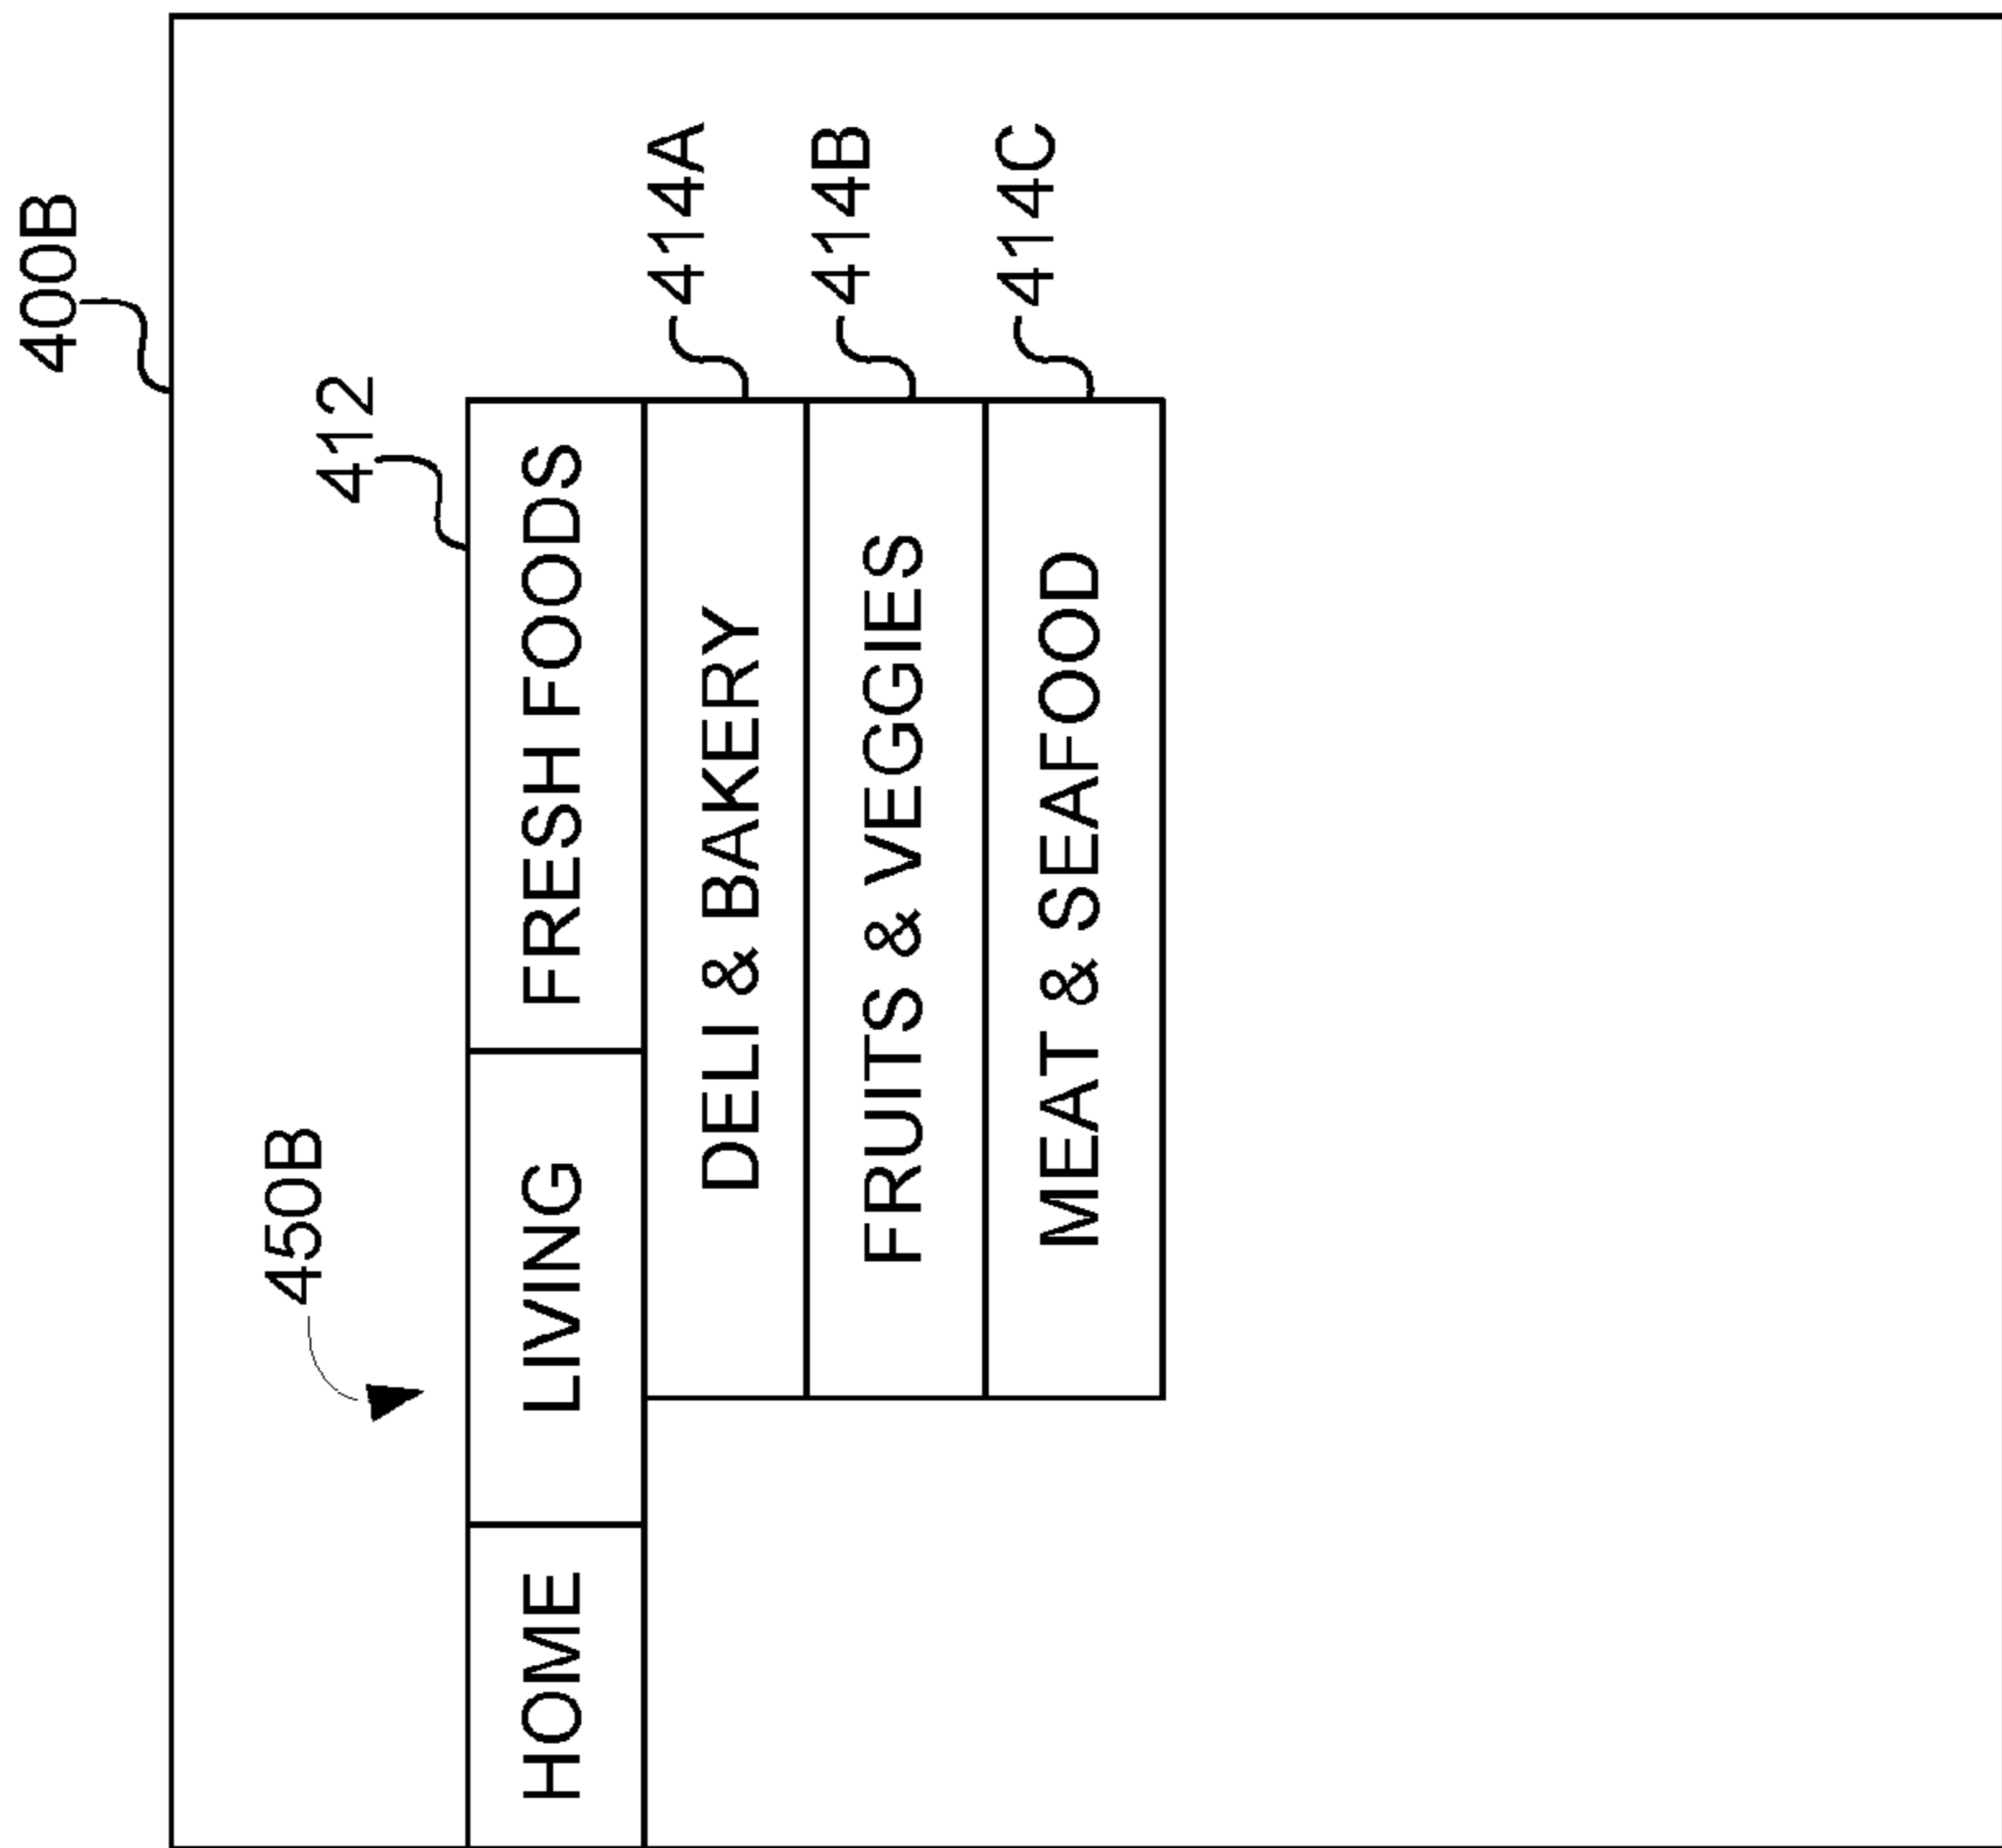 400B
450B
412
HOME
LIVING
FRESH FOODS
DELI & BAKERY
414A
FRUITS & VEGGIES
414B
MEAT & SEAFOOD
414C